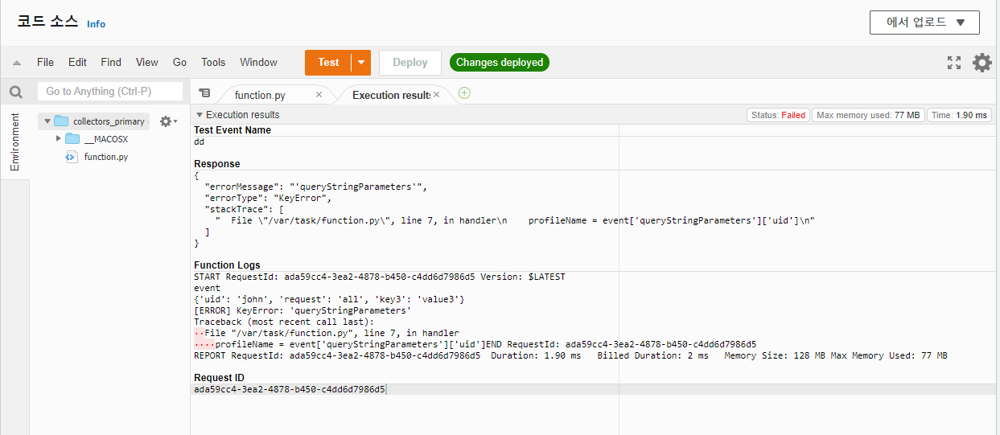 코드 소스 Info
에서 업로드 ▼
File Edit Find View Go Tools Window Test Deploy Changes deployed
Go to Anything (Ctrl-P)
function.py × Execution results ×
Environment
collectors_primary
__MACOSX
function.py
Execution results Status: Failed Max memory used: 77 MB Time: 1.90 ms
Test Event Name
dd
Response
{
  "errorMessage": "'queryStringParameters'",
  "errorType": "KeyError",
  "stackTrace": [
    "  File \"/var/task/function.py\", line 7, in handler\n    profileName = event['queryStringParameters']['uid']\n"
  ]
}
Function Logs
START RequestId: ada59cc4-3ea2-4878-b450-c4dd6d7986d5 Version: $LATEST
event
{'uid': 'john', 'request': 'all', 'key3': 'value3'}
[ERROR] KeyError: 'queryStringParameters'
Traceback (most recent call last):
··File "/var/task/function.py", line 7, in handler
····profileName = event['queryStringParameters']['uid']END RequestId: ada59cc4-3ea2-4878-b450-c4dd6d7986d5
REPORT RequestId: ada59cc4-3ea2-4878-b450-c4dd6d7986d5  Duration: 1.90 ms   Billed Duration: 2 ms   Memory Size: 128 MB Max Memory Used: 77 MB
Request ID
ada59cc4-3ea2-4878-b450-c4dd6d7986d5